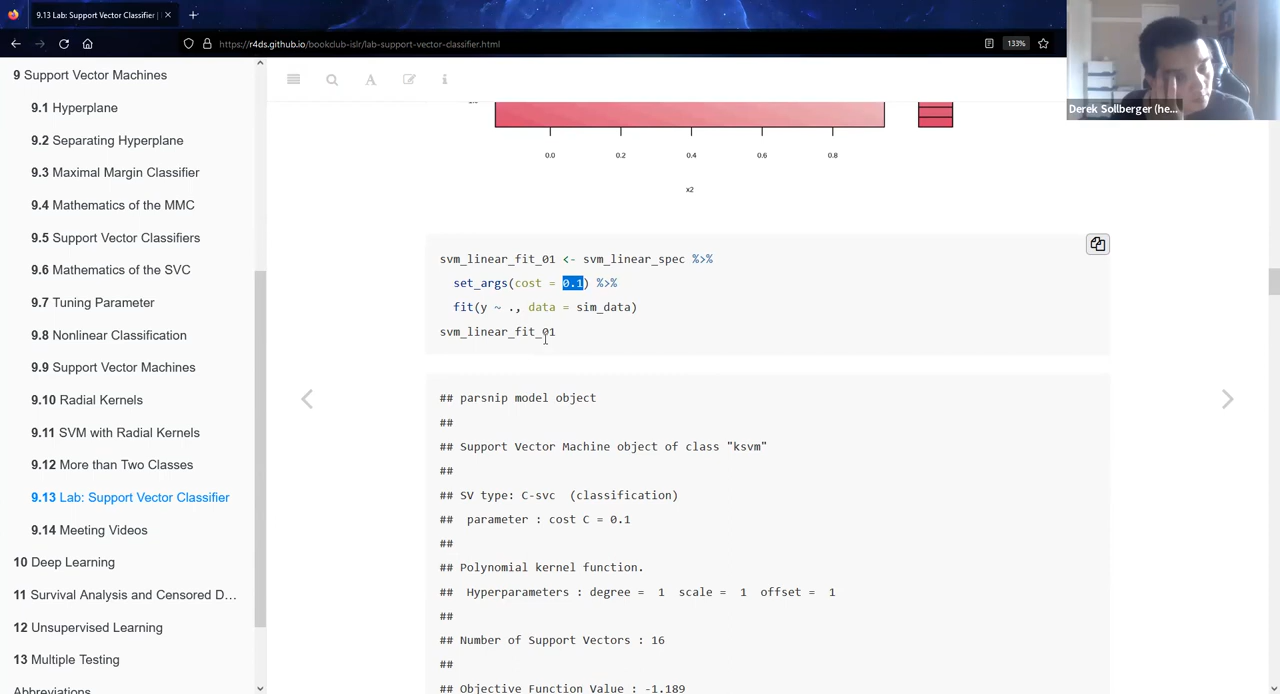 9.13 Lab: Support Vector Classifier |
https://r4ds.github.io/bookclub-islr/lab-support-vector-classifier.html
133%
Derek Sollberger (he...
9 Support Vector Machines
9.1 Hyperplane
9.2 Separating Hyperplane
9.3 Maximal Margin Classifier
9.4 Mathematics of the MMC
9.5 Support Vector Classifiers
9.6 Mathematics of the SVC
9.7 Tuning Parameter
9.8 Nonlinear Classification
9.9 Support Vector Machines
9.10 Radial Kernels
9.11 SVM with Radial Kernels
9.12 More than Two Classes
9.13 Lab: Support Vector Classifier
9.14 Meeting Videos
10 Deep Learning
11 Survival Analysis and Censored D...
12 Unsupervised Learning
13 Multiple Testing
Abbreviations
0.0 0.2 0.4 0.6 0.8
x2
svm_linear_fit_01 <- svm_linear_spec %>%
set_args(cost = 0.1) %>%
fit(y ~ ., data = sim_data)
svm_linear_fit_01
## parsnip model object
##
## Support Vector Machine object of class "ksvm"
##
## SV type: C-svc  (classification)
##  parameter : cost C = 0.1
##
## Polynomial kernel function.
##  Hyperparameters : degree =  1  scale =  1  offset =  1
##
## Number of Support Vectors : 16
##
## Objective Function Value : -1.189